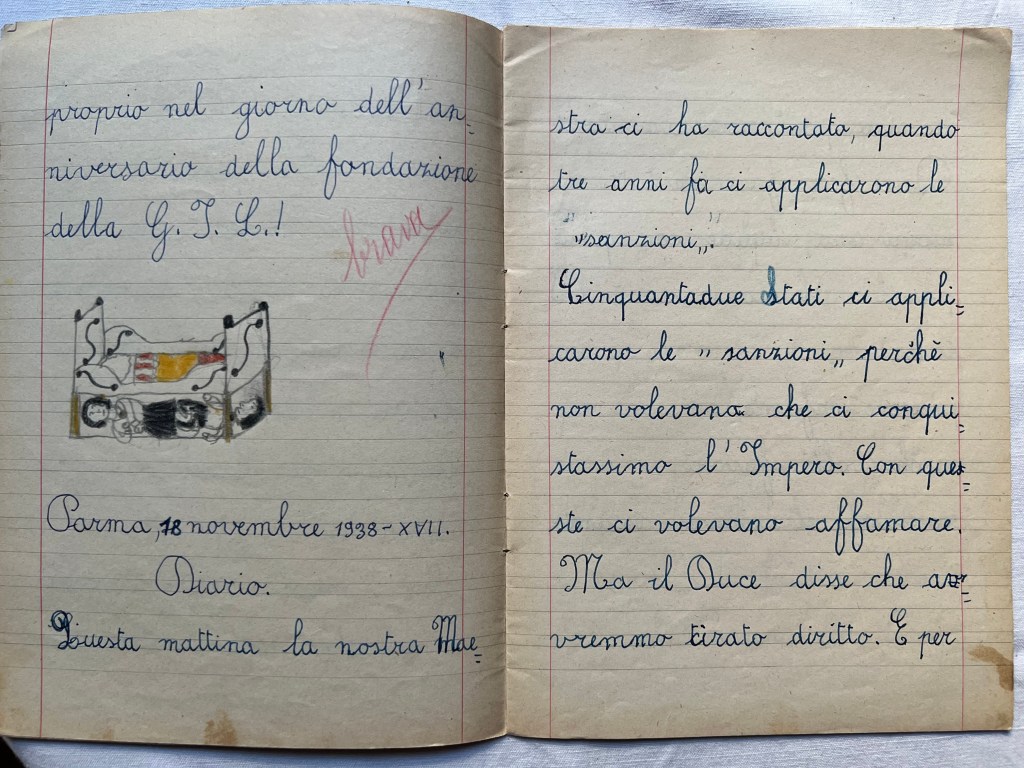 proprio nel giorno dell'an-
niversario della fondazione
della G. I. L.!
brava
Parma, 18 novembre 1938-XVII.
Diario.
Questa mattina la nostra Mae=
stra ci ha raccontato, quando
tre anni fà ci applicarono le
"sanzioni„.
Cinquantadue Stati ci appli=
carono le "sanzioni„ perchè
non volevana che ci conqui=
stassimo l'Impero. Con que=
ste ci volevano affamare.
Ma il Duce disse che a=
vremmo tirato diritto. E per